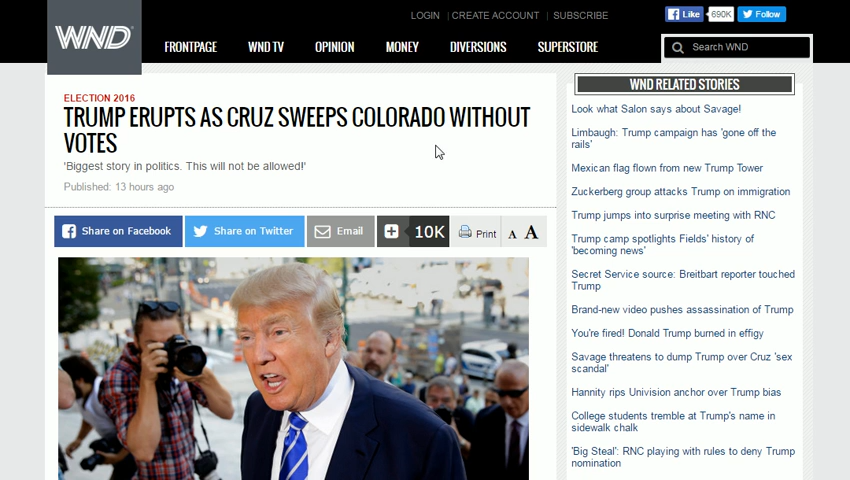 LOGIN | CREATE ACCOUNT | SUBSCRIBE
Like 690K Follow
WND
FRONTPAGE WND TV OPINION MONEY DIVERSIONS SUPERSTORE
Search WND
ELECTION 2016
TRUMP ERUPTS AS CRUZ SWEEPS COLORADO WITHOUT
VOTES
'Biggest story in politics. This will not be allowed!'
Published: 13 hours ago
Share on Facebook Share on Twitter Email 10K Print A A
WND RELATED STORIES
Look what Salon says about Savage!
Limbaugh: Trump campaign has 'gone off the
rails'
Mexican flag flown from new Trump Tower
Zuckerberg group attacks Trump on immigration
Trump jumps into surprise meeting with RNC
Trump camp spotlights Fields' history of
'becoming news'
Secret Service source: Breitbart reporter touched
Trump
Brand-new video pushes assassination of Trump
You're fired! Donald Trump burned in effigy
Savage threatens to dump Trump over Cruz 'sex
scandal'
Hannity rips Univision anchor over Trump bias
College students tremble at Trump's name in
sidewalk chalk
'Big Steal': RNC playing with rules to deny Trump
nomination